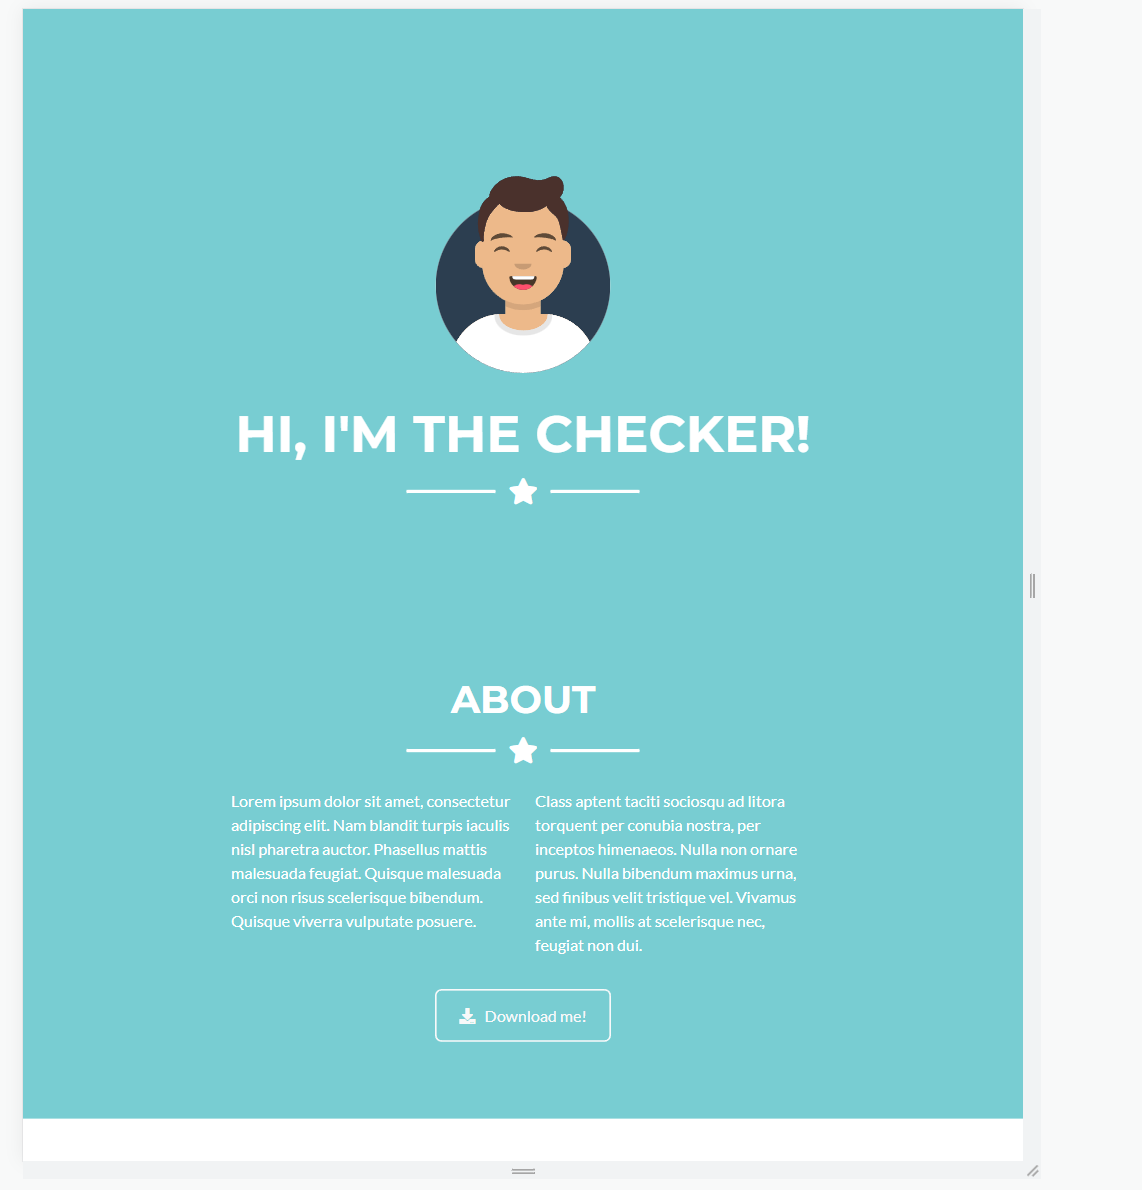 HI, I'M THE CHECKER!
ABOUT
Lorem ipsum dolor sit amet, consectetur
adipiscing elit. Nam blandit turpis iaculis
nisl pharetra auctor. Phasellus mattis
malesuada feugiat. Quisque malesuada
orci non risus scelerisque bibendum.
Quisque viverra vulputate posuere.
Class aptent taciti sociosqu ad litora
torquent per conubia nostra, per
inceptos himenaeos. Nulla non ornare
purus. Nulla bibendum maximus urna,
sed finibus velit tristique vel. Vivamus
ante mi, mollis at scelerisque nec,
feugiat non dui.
Download me!